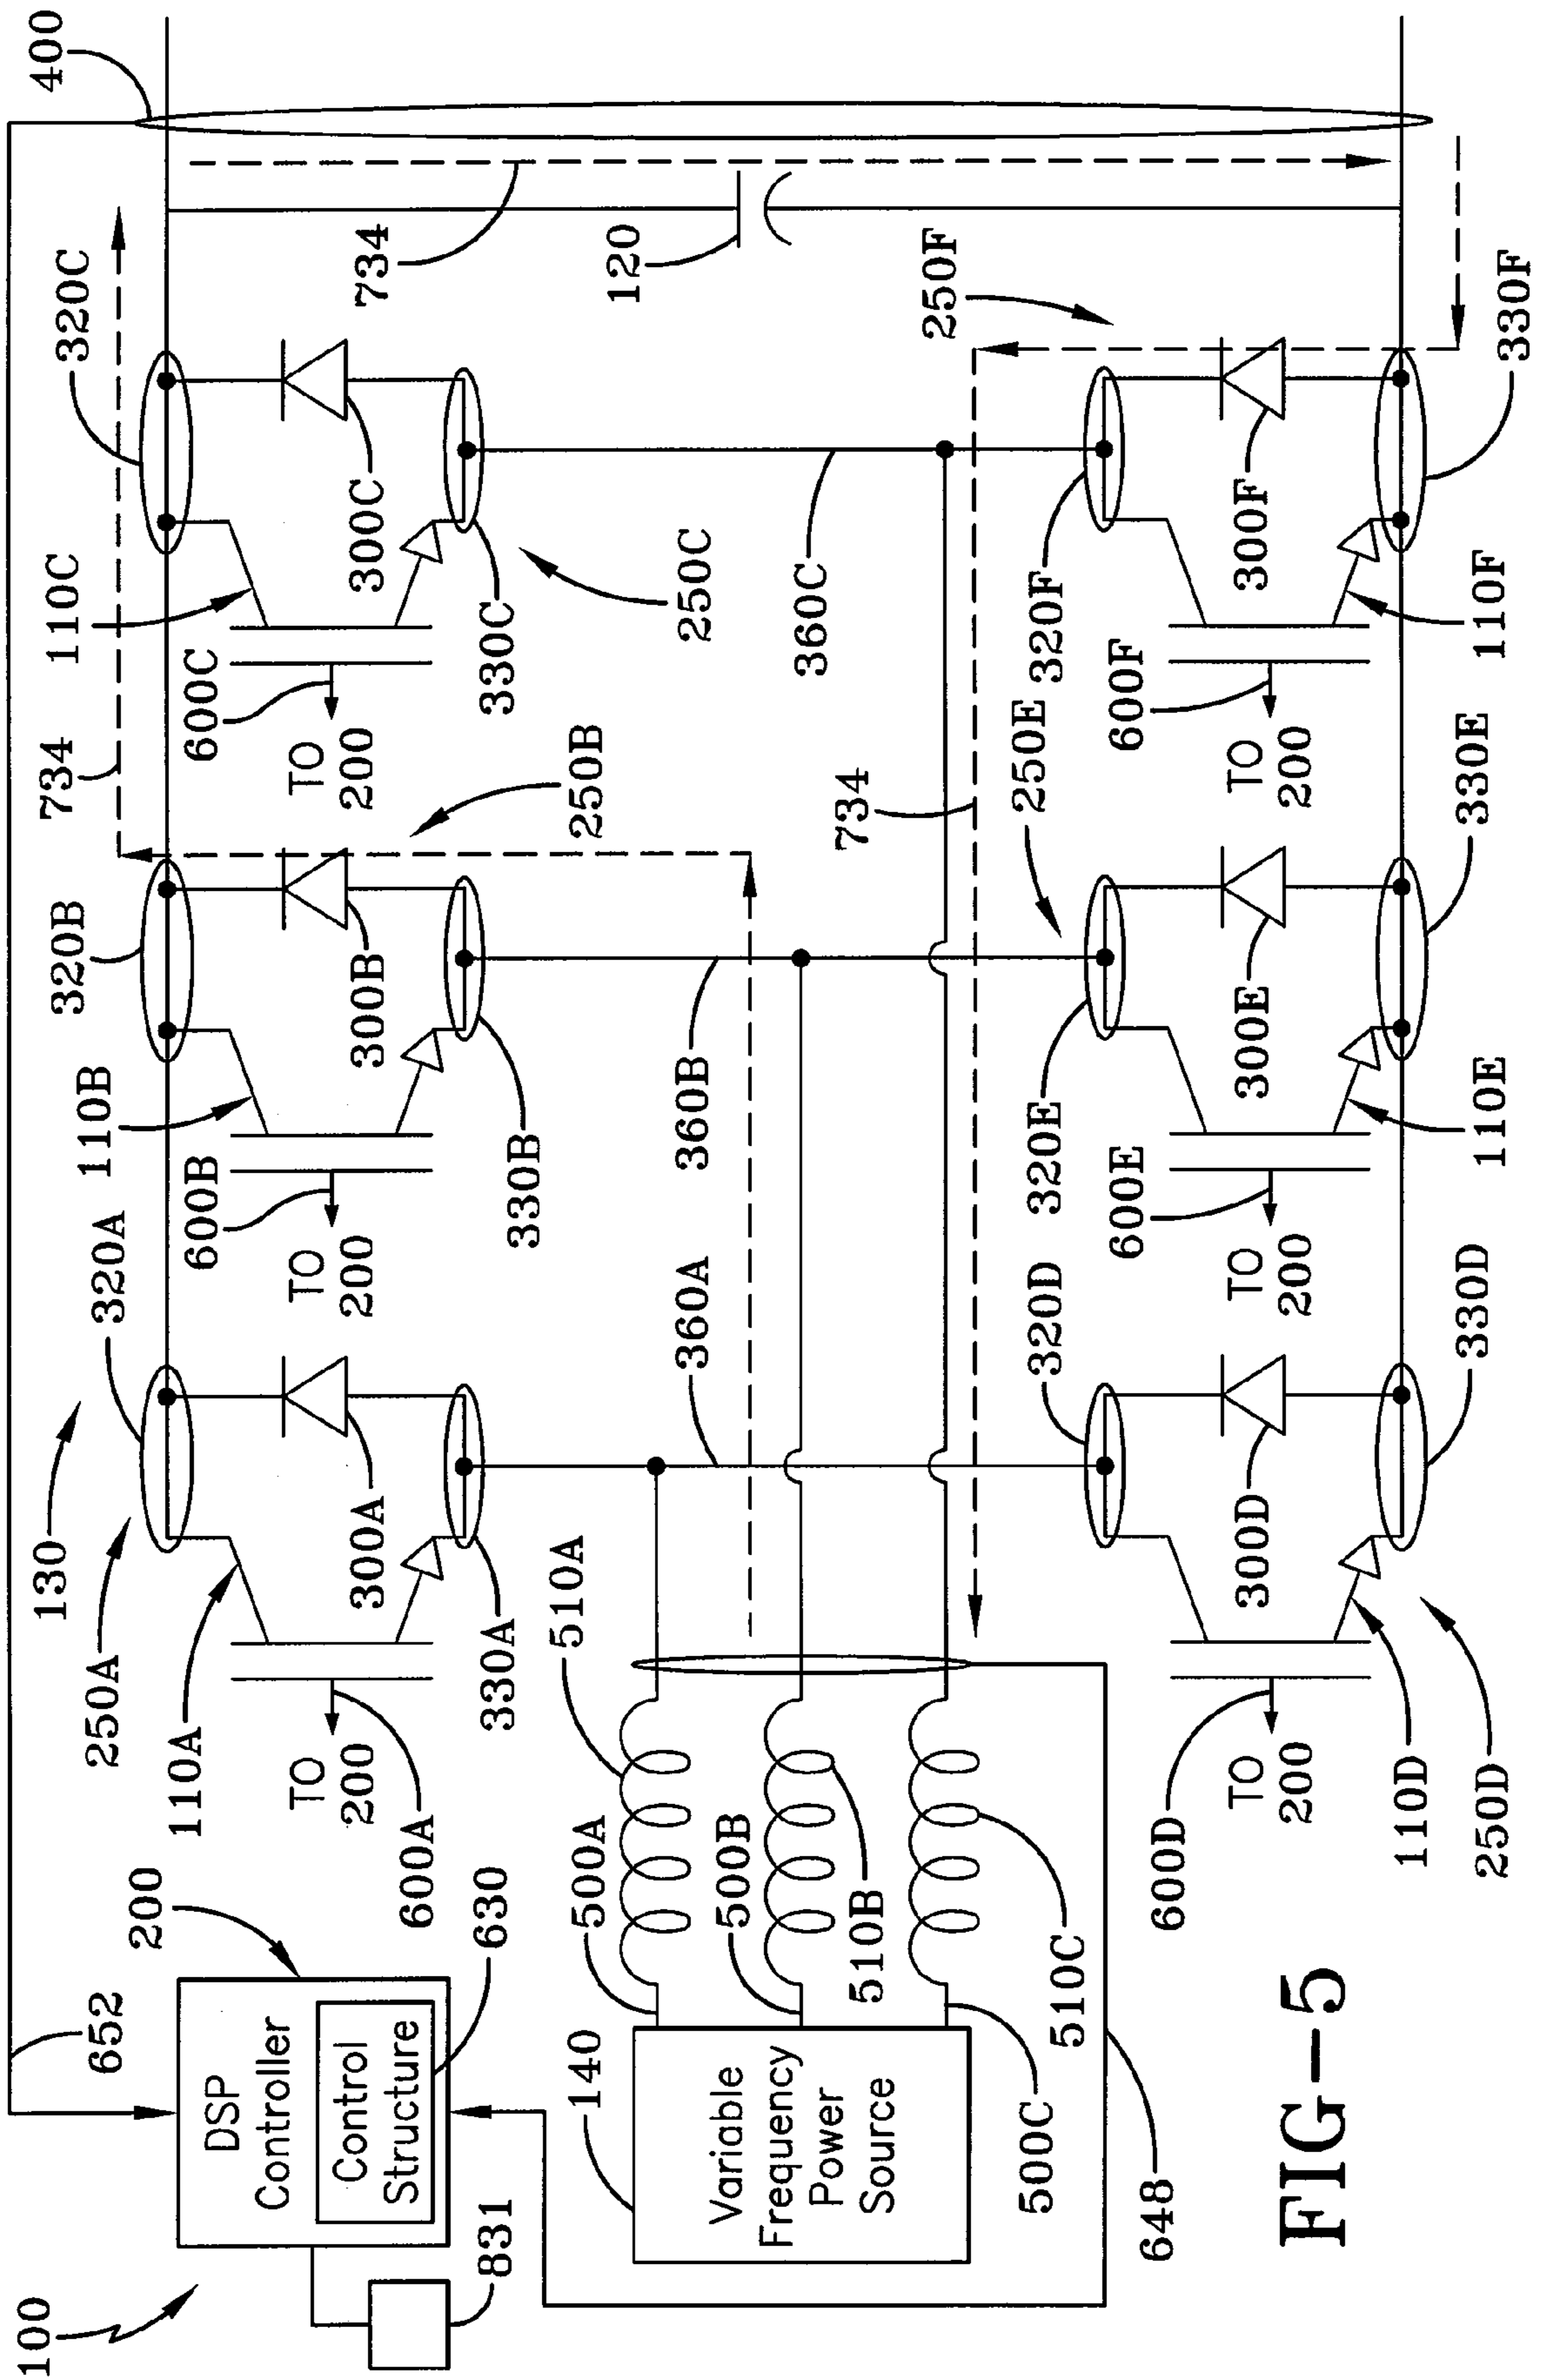 100
831
200
DSP
Controller
Control
Structure
630
652
130
250A
110A
320A
300A
330A
600A
TO
200
320B
110B
300B
330B
600B
TO
200
250B
734
320C
110C
300C
330C
600C
TO
200
250C
734
400
120
140
Variable
Frequency
Power
Source
500A
510A
500B
510B
500C
510C
648
360A
360B
360C
734
320D
300D
330D
600D
TO
200
110D
250D
320E
250E
300E
330E
600E
TO
200
110E
320F
250F
300F
330F
600F
TO
200
110F
FIG-5